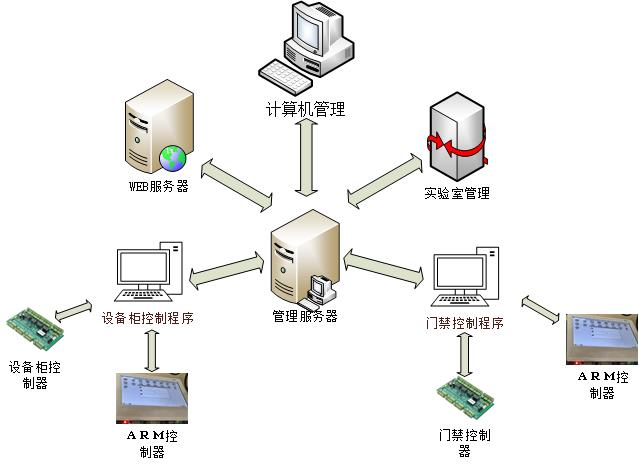 计算机管理
WEB服务器
实验室管理
管理服务器
设备柜控制程序
门禁控制程序
设备柜控
制器
ARM控
制器
门禁控制
器
ARM控
制器